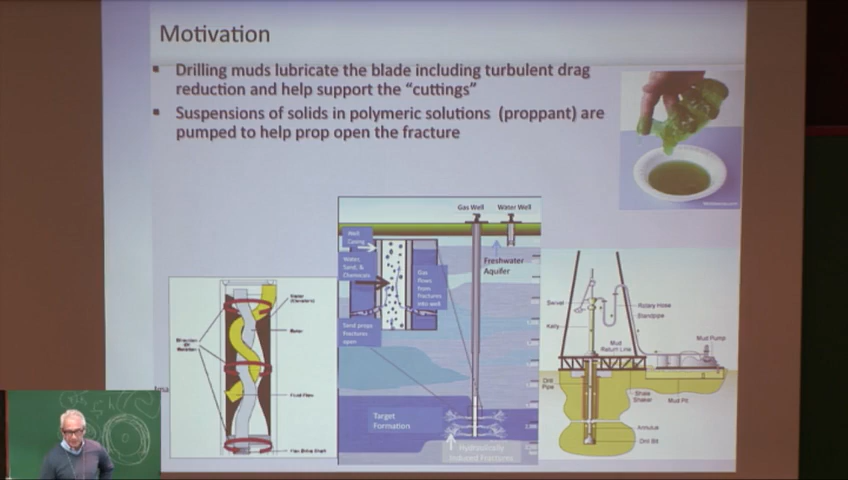 Motivation
▪ Drilling muds lubricate the blade including turbulent drag
reduction and help support the “cuttings”
▪ Suspensions of solids in polymeric solutions (proppant) are
pumped to help prop open the fracture
Gas Well
Water Well
Well
Casing
Water,
Sand, &
Chemicals
Gas
flows
from
fractures
into well
Sand props
fractures
open
Freshwater
Aquifer
Target
Formation
Hydraulically
Induced Fractures
Rotor
Fluid Flow
Swivel
Kelly
Rotary Hose
Standpipe
Mud
Return Line
Mud Pump
Drill
Pipe
Shale
Shaker
Mud Pit
Annulus
Drill Bit